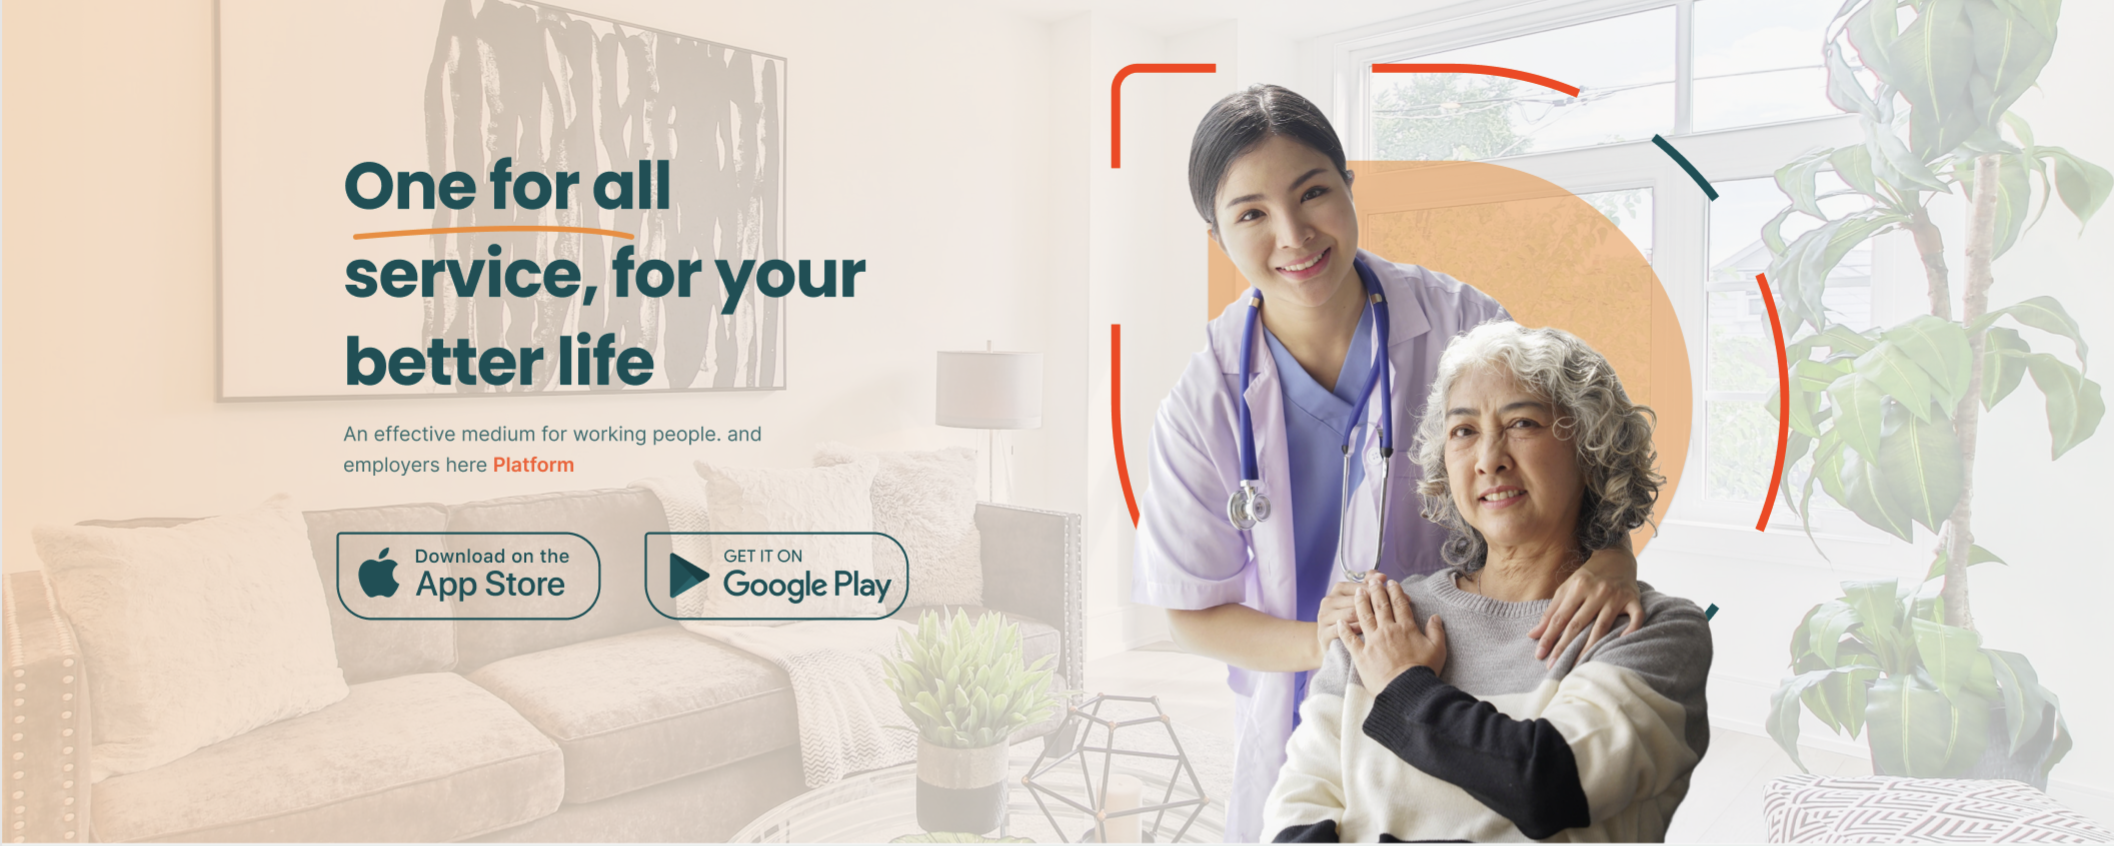 One for all
service, for your
better life
An effective medium for working people. and
employers here Platform
Download on the
App Store
GET IT ON
Google Play